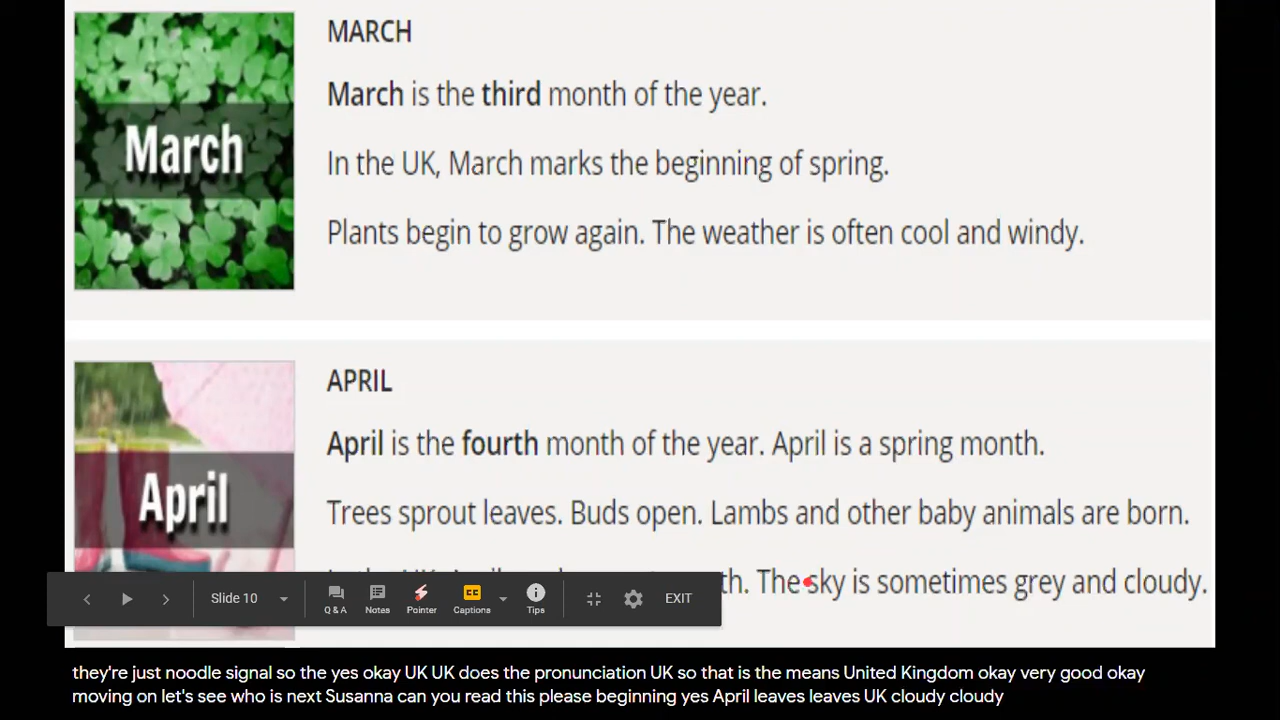 MARCH
March is the third month of the year.
March
In the UK, March marks the beginning of spring.
Plants begin to grow again. The weather is often cool and windy.
APRIL
April is the fourth month of the year. April is a spring month.
April
Trees sprout leaves. Buds open. Lambs and other baby animals are born.
The sky is sometimes grey and cloudy.
Slide 10
Q & A
Notes
Pointer
CC
Captions
Tips
EXIT
they're just noodle signal so the yes okay UK UK does the pronunciation UK so that is the means United Kingdom okay very good okay
moving on let's see who is next Susanna can you read this please beginning yes April leaves leaves UK cloudy cloudy